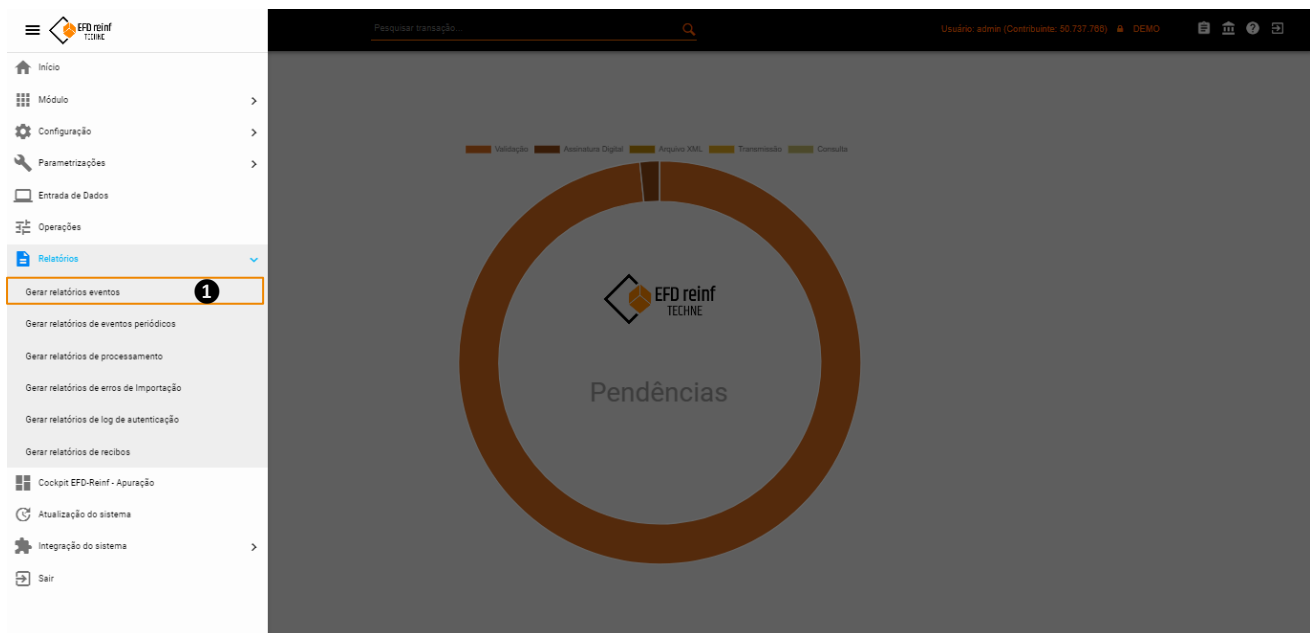 EFD reinf
TECHNE
Pesquisar transação...
Usuário: admin (Contribuinte: 50.737.766) DEMO
Início
Módulo
Configuração
Parametrizações
Entrada de Dados
Operações
Relatórios
Gerar relatórios eventos 1
Gerar relatórios de eventos periódicos
Gerar relatórios de processamento
Gerar relatórios de erros de Importação
Gerar relatórios de log de autenticação
Gerar relatórios de recibos
Cockpit EFD-Reinf - Apuração
Atualização do sistema
Integração do sistema
Sair
Validação Assinatura Digital Arquivo XML Transmissão Consulta
EFD reinf
TECHNE
Pendências